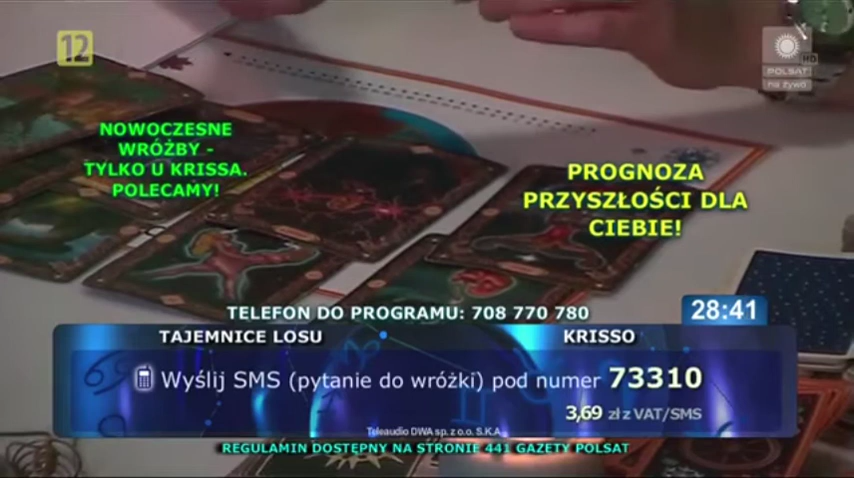 12
HD
POLSAT
na żywo
NOWOCZESNE
WRÓŻBY -
TYLKO U KRISSA.
POLECAMY!
PROGNOZA
PRZYSZŁOŚCI DLA
CIEBIE!
TELEFON DO PROGRAMU: 708 770 780
28:41
TAJEMNICE LOSU
KRISSO
Wyślij SMS (pytanie do wróżki) pod numer 73310
3,69 zł z VAT/SMS
Teleaudio DWA sp. z o.o. S.K.A.
REGULAMIN DOSTĘPNY NA STRONIE 441 GAZETY POLSAT